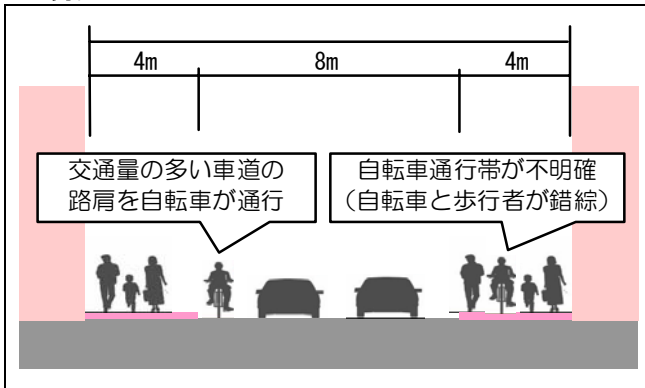 4m
8m
4m
交通量の多い車道の
路肩を自転車が通行
自転車通行帯が不明確
（自転車と歩行者が錯綜）